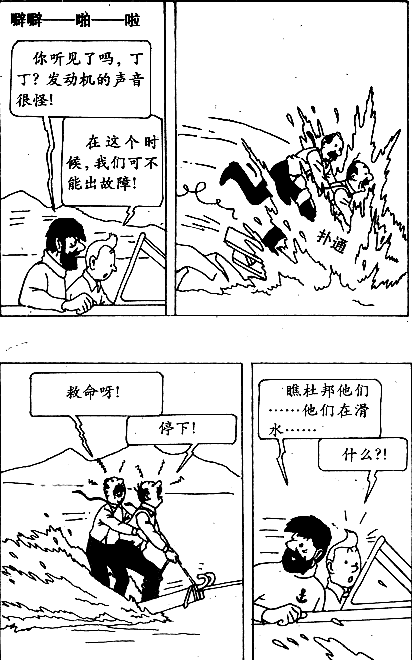 噼噼——啪——啦
你听见了吗，丁
丁？发动机的声音
很怪！
在这个时
候，我们可不
能出故障！
扑通
救命呀！
停下！
瞧杜邦他们
……他们在滑
水……
什么？！